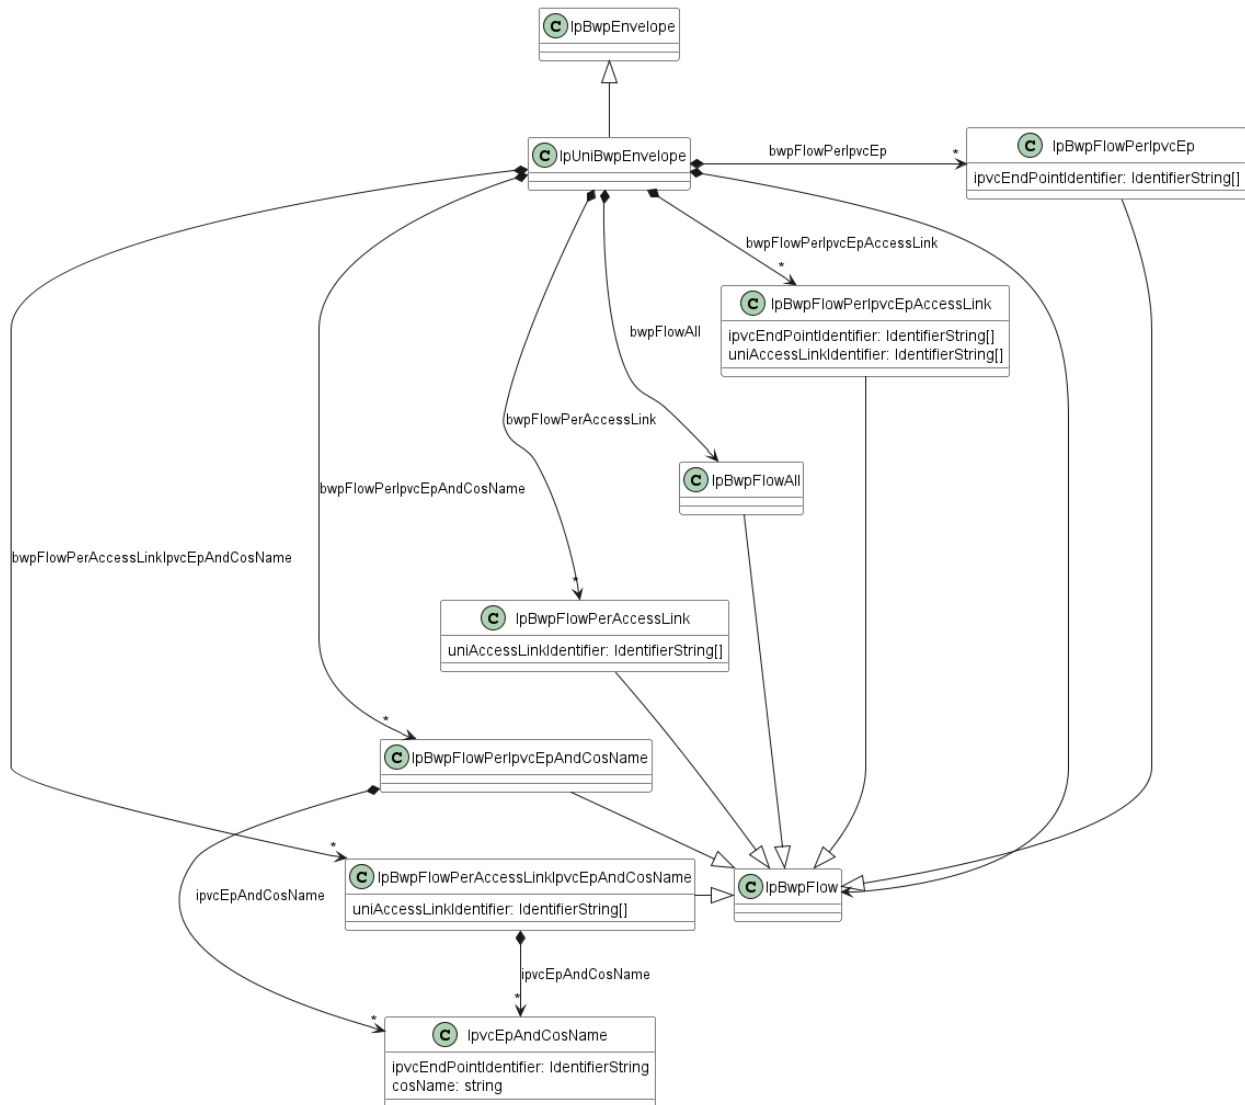 C IpBwpEnvelope
C IpUniBwpEnvelope
bwpFlowPerIpvcEp
*
C IpBwpFlowPerIpvcEp
ipvcEndPointIdentifier: IdentifierString[]
bwpFlowPerIpvcEpAccessLink
*
C IpBwpFlowPerIpvcEpAccessLink
ipvcEndPointIdentifier: IdentifierString[]
uniAccessLinkIdentifier: IdentifierString[]
bwpFlowAll
bwpFlowPerAccessLink
C IpBwpFlowAll
bwpFlowPerIpvcEpAndCosName
bwpFlowPerAccessLinkIpvcEpAndCosName
*
C IpBwpFlowPerAccessLink
uniAccessLinkIdentifier: IdentifierString[]
*
C IpBwpFlowPerIpvcEpAndCosName
*
C IpBwpFlowPerAccessLinkIpvcEpAndCosName
uniAccessLinkIdentifier: IdentifierString[]
C IpBwpFlow
ipvcEpAndCosName
ipvcEpAndCosName
*
*
C IpvcEpAndCosName
ipvcEndPointIdentifier: IdentifierString
cosName: string